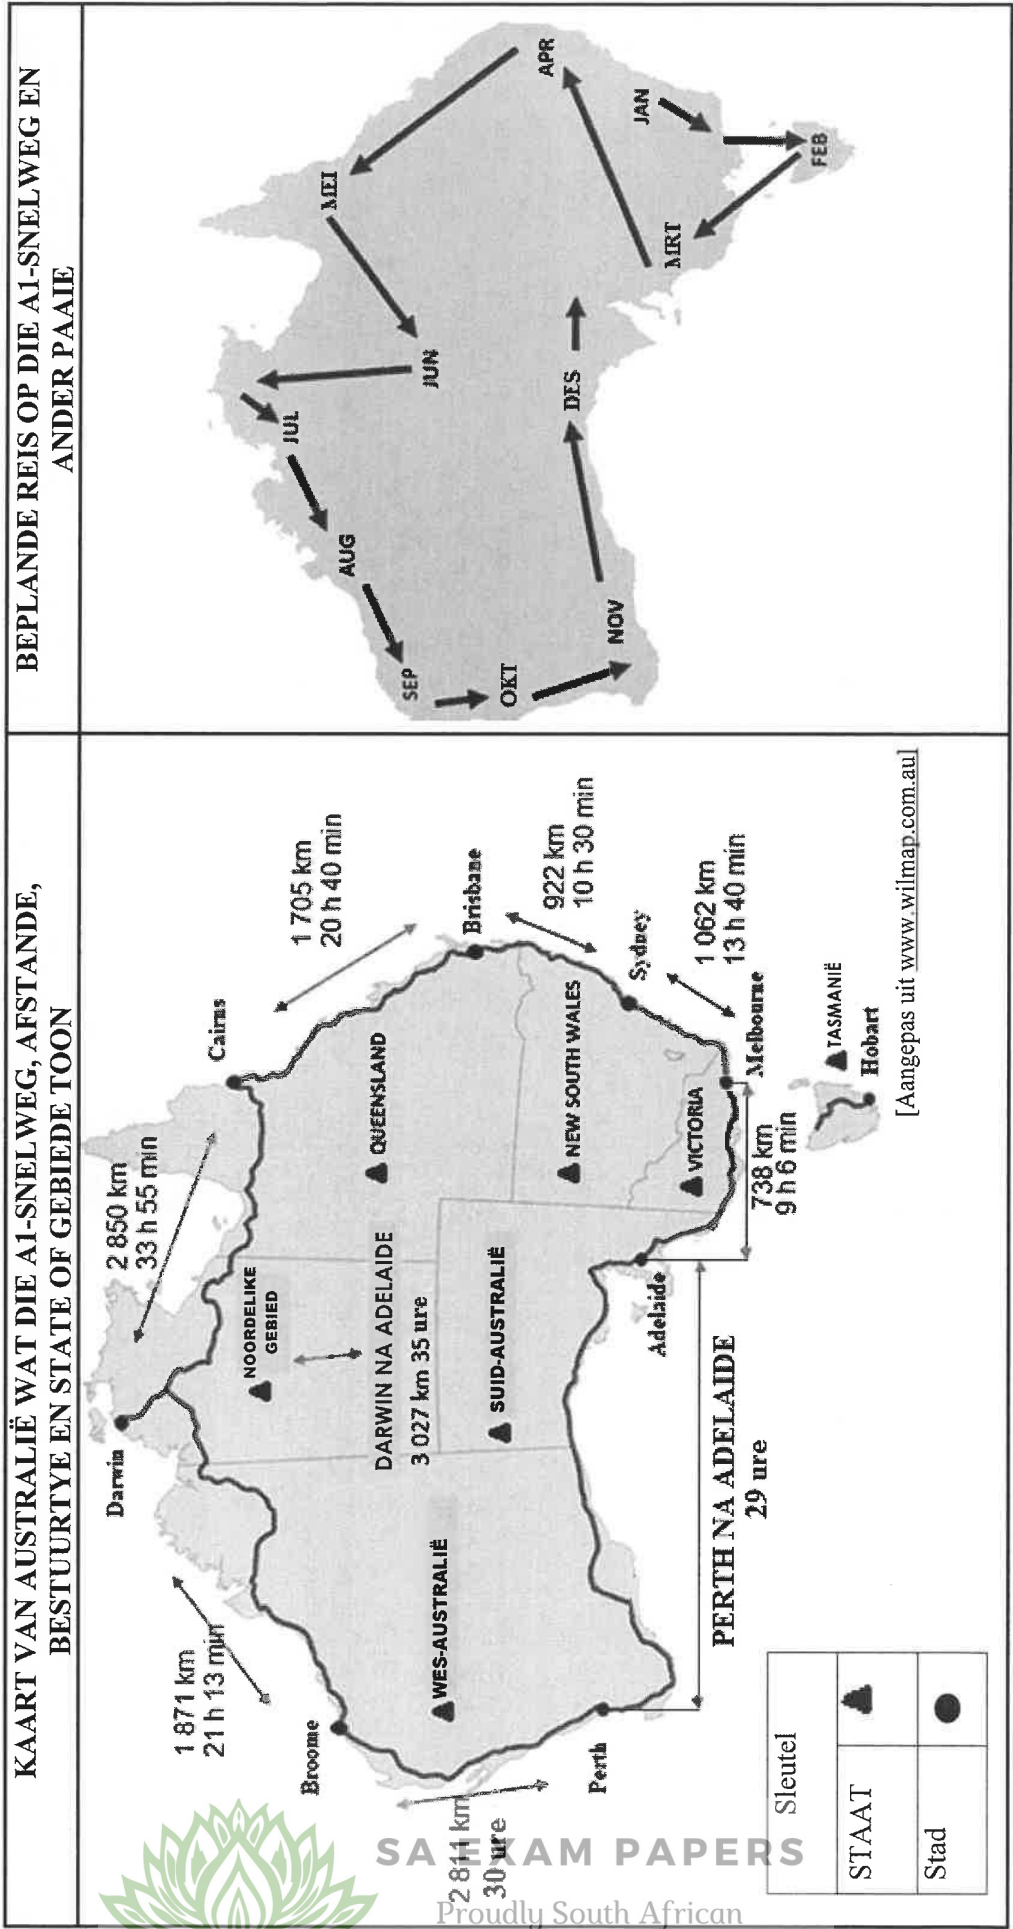 KAART VAN AUSTRALIË WAT DIE A1-SNELWEG, AFSTANDE,
BESTUURTYE EN STATE OF GEBIEDE TOON
Darwin
2 850 km
33 h 55 min
Cairns
1 705 km
20 h 40 min
1 871 km
21 h 13 min
Broome
NOORDELIKE
GEBIED
QUEENSLAND
Brisbane
DARWIN NA ADELAIDE
3 027 km 35 ure
WES-AUSTRALIË
SUID-AUSTRALIË
NEW SOUTH WALES
922 km
10 h 30 min
2 811 km
30 ure
Perth
Sydney
Adelaide
VICTORIA
1 062 km
13 h 40 min
Melbourne
PERTH NA ADELAIDE
29 ure
738 km
9 h 6 min
TASMANIË
Hobart
Sleutel
STAAT
Stad
[Aangepas uit www.wilmap.com.au]
BEPLANDE REIS OP DIE A1-SNELWEG EN
ANDER PAAIE
JAN
FEB
MRT
APR
MEI
JUN
JUL
AUG
SEP
OKT
NOV
DES
SA EXAM PAPERS
Proudly South African